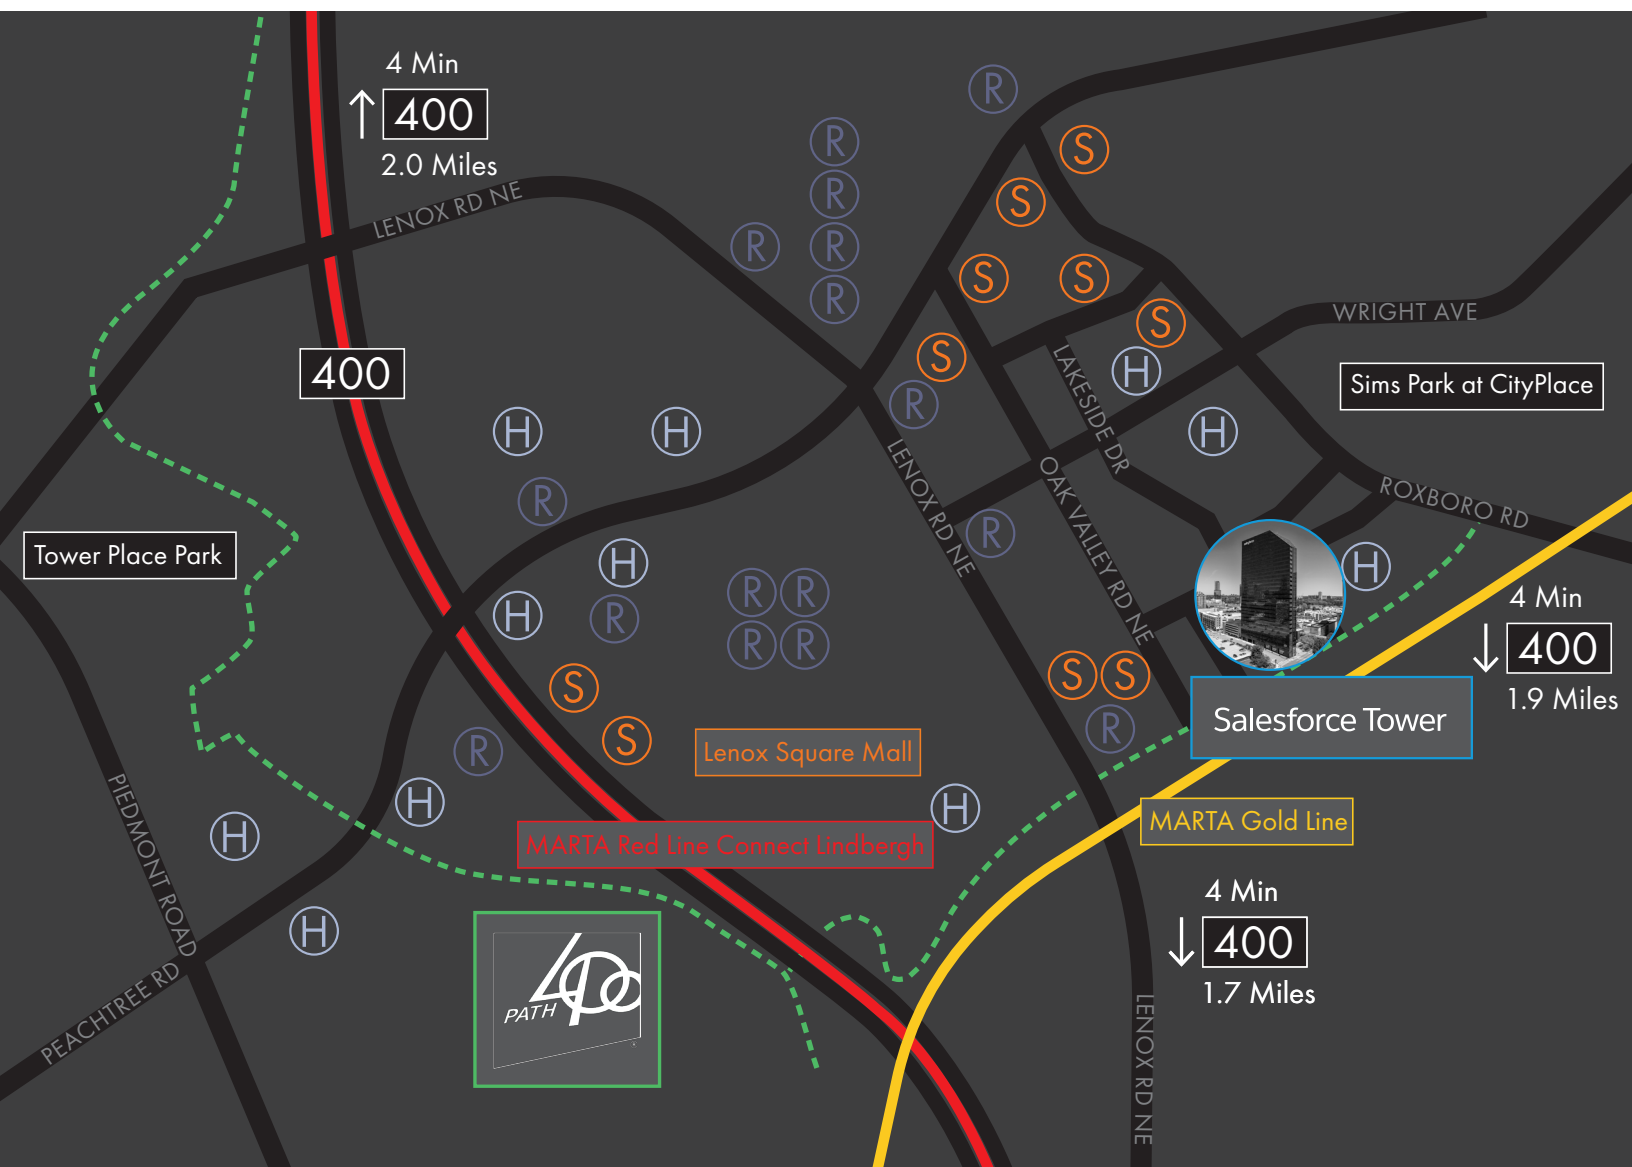 4 Min
400
2.0 Miles
LENOX RD NE
R
R
R
R
R
R
S
S
S
S
S
S
WRIGHT AVE
400
H
LAKESIDE DR
Sims Park at CityPlace
R
H
H
H
LENOX RD NE
OAK VALLEY RD NE
R
ROXBORO RD
R
Tower Place Park
H
H
H
R
R R
R R
4 Min
400
1.9 Miles
S
S
S S
R
R
Lenox Square Mall
Salesforce Tower
PIEDMONT ROAD
H
H
H
MARTA Gold Line
MARTA Red Line Connect Lindbergh
H
4 Min
400
1.7 Miles
PATH
400
PEACHTREE RD
LENOX RD NE